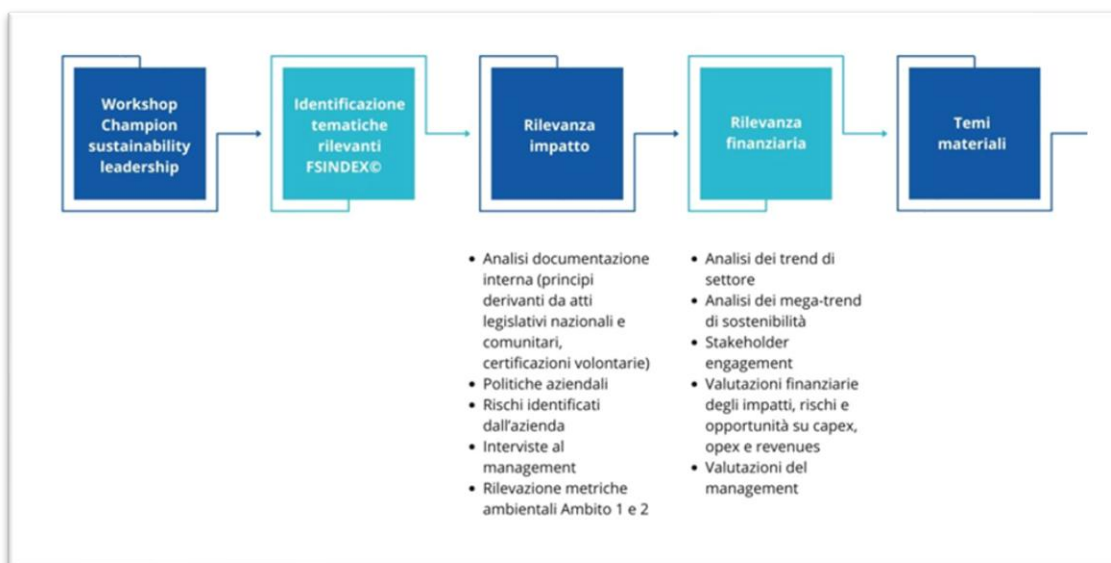 Workshop
Champion
sustainability
leadership
Identificazione
tematiche
rilevanti
FSINDEX©
Rilevanza
impatto
Rilevanza
finanziaria
Temi
materiali
• Analisi documentazione
interna (principi
derivanti da atti
legislativi nazionali e
comunitari,
certificazioni volontarie)
• Politiche aziendali
• Rischi identificati
dall'azienda
• Interviste al
management
• Rilevazione metriche
ambientali Ambito 1 e 2
• Analisi dei trend di
settore
• Analisi dei mega-trend
di sostenibilità
• Stakeholder
engagement
• Valutazioni finanziarie
degli impatti, rischi e
opportunità su capex,
opex e revenues
• Valutazioni del
management